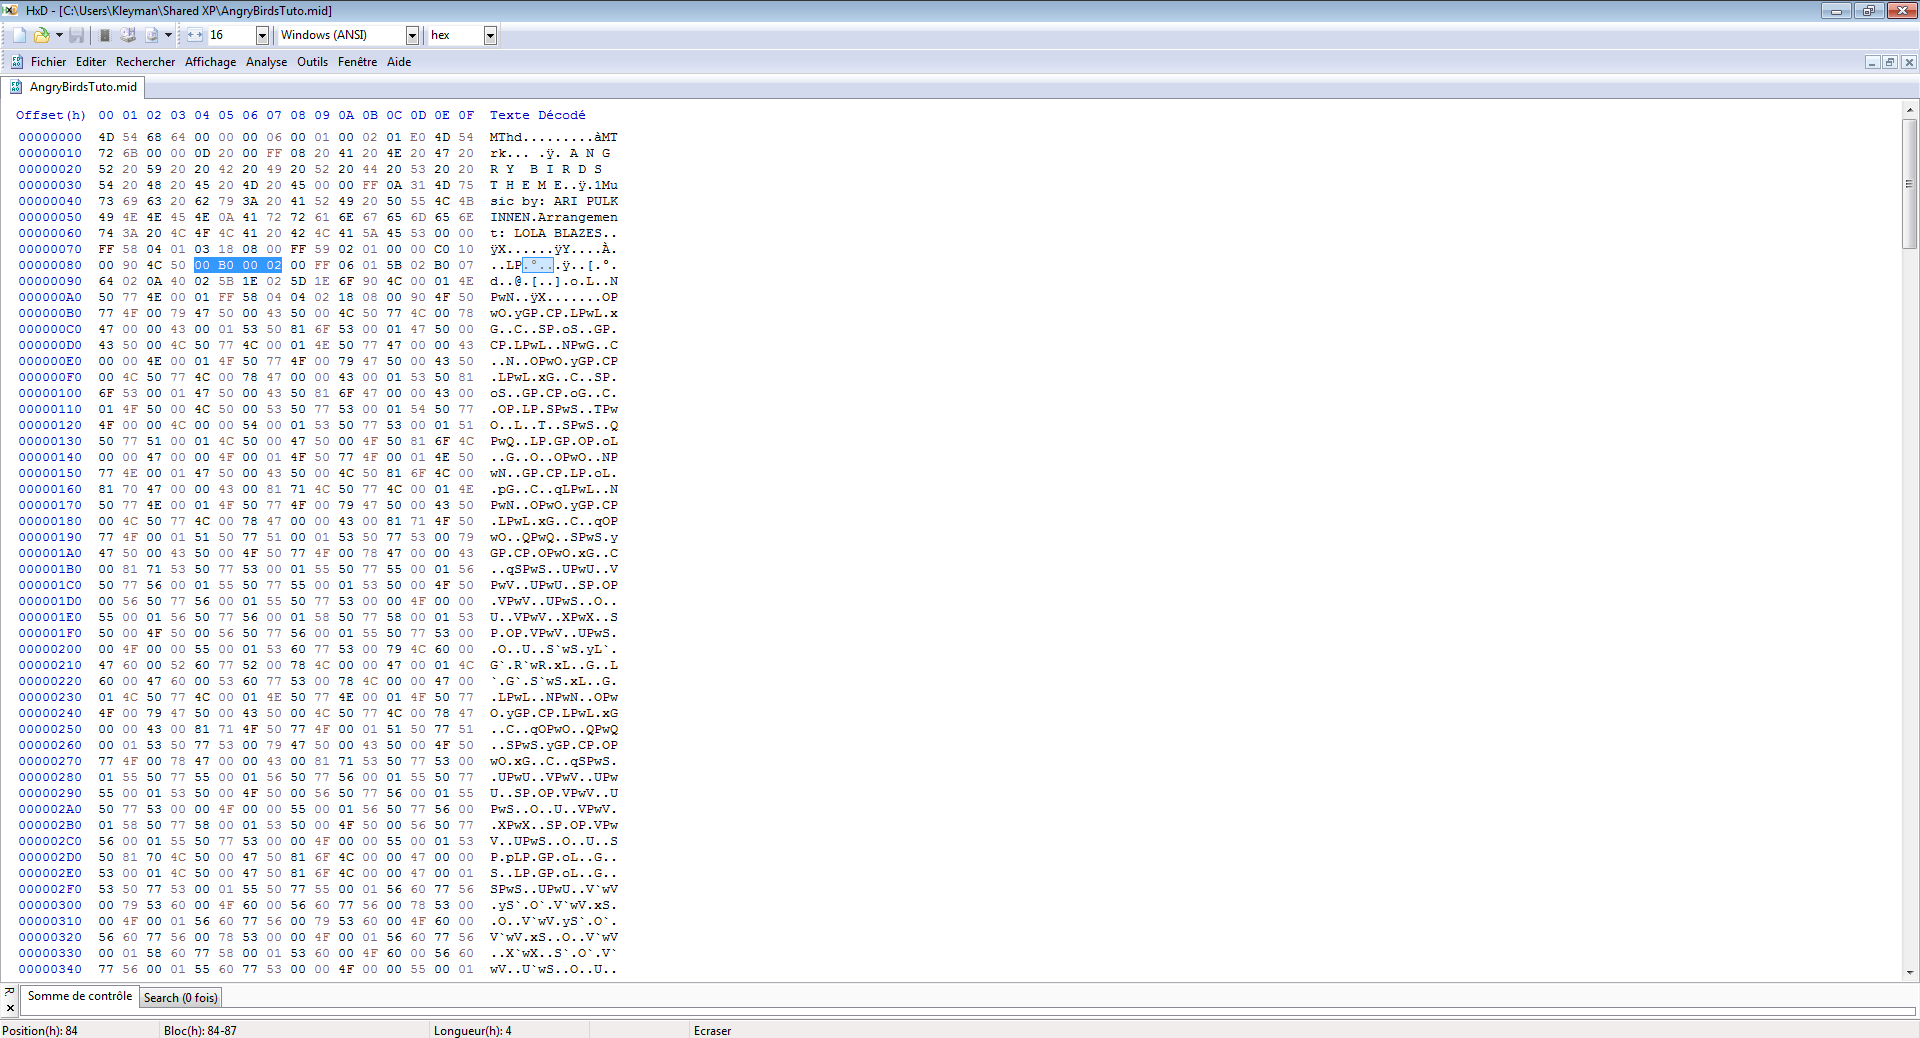 HxD - [C:\Users\Kleyman\Shared XP\AngryBirdsTuto.mid]
16 Windows (ANSI) hex
Fichier Editer Rechercher Affichage Analyse Outils Fenêtre Aide
AngryBirdsTuto.mid
Offset(h) 00 01 02 03 04 05 06 07 08 09 0A 0B 0C 0D 0E 0F Texte Décodé
00000000 4D 54 68 64 00 00 00 06 00 01 00 02 01 E0 4D 54 MThd.........àMT
00000010 72 6B 00 00 0D 20 00 FF 08 20 41 20 4E 20 47 20 rk... .ÿ. A N G
00000020 52 20 59 20 20 42 20 49 20 52 20 44 20 53 20 20 R Y  B I R D S
00000030 54 20 48 20 45 20 4D 20 45 00 00 FF 0A 31 4D 75 T H E M E..ÿ.1Mu
00000040 73 69 63 20 62 79 3A 20 41 52 49 20 50 55 4C 4B sic by: ARI PULK
00000050 49 4E 4E 45 4E 0A 41 72 72 61 6E 67 65 6D 65 6E INNEN.Arrangemen
00000060 74 3A 20 4C 4F 4C 41 20 42 4C 41 5A 45 53 00 00 t: LOLA BLAZES..
00000070 FF 58 04 01 03 18 08 00 FF 59 02 01 00 00 C0 10 ÿX......ÿY....À.
00000080 00 90 4C 50 00 B0 00 02 00 FF 06 01 5B 02 B0 07 ..LP.°...ÿ..[.°.
00000090 64 02 0A 40 02 5B 1E 02 5D 1E 6F 90 4C 00 01 4E d..@.[..].o.L..N
000000A0 50 77 4E 00 01 FF 58 04 04 02 18 08 00 90 4F 50 PwN..ÿX.......OP
000000B0 77 4F 00 79 47 50 00 43 50 00 4C 50 77 4C 00 78 wO.yGP.CP.LPwL.x
000000C0 47 00 00 43 00 01 53 50 81 6F 53 00 01 47 50 00 G..C..SP.oS..GP.
000000D0 43 50 00 4C 50 77 4C 00 01 4E 50 77 47 00 00 43 CP.LPwL..NPwG..C
000000E0 00 00 4E 00 01 4F 50 77 4F 00 79 47 50 00 43 50 ..N..OPwO.yGP.CP
000000F0 00 4C 50 77 4C 00 78 47 00 00 43 00 01 53 50 81 .LPwL.xG..C..SP.
00000100 6F 53 00 01 47 50 00 43 50 81 6F 47 00 00 43 00 oS..GP.CP.oG..C.
00000110 01 4F 50 00 4C 50 00 53 50 77 53 00 01 54 50 77 .OP.LP.SPwS..TPw
00000120 4F 00 00 4C 00 00 54 00 01 53 50 77 53 00 01 51 O..L..T..SPwS..Q
00000130 50 77 51 00 01 4C 50 00 47 50 00 4F 50 81 6F 4C PwQ..LP.GP.OP.oL
00000140 00 00 47 00 00 4F 00 01 4F 50 77 4F 00 01 4E 50 ..G..O..OPwO..NP
00000150 77 4E 00 01 47 50 00 43 50 00 4C 50 81 6F 4C 00 wN..GP.CP.LP.oL.
00000160 81 70 47 00 00 43 00 81 71 4C 50 77 4C 00 01 4E .pG..C..qLPwL..N
00000170 50 77 4E 00 01 4F 50 77 4F 00 79 47 50 00 43 50 PwN..OPwO.yGP.CP
00000180 00 4C 50 77 4C 00 78 47 00 00 43 00 81 71 4F 50 .LPwL.xG..C..qOP
00000190 77 4F 00 01 51 50 77 51 00 01 53 50 77 53 00 79 wO..QPwQ..SPwS.y
000001A0 47 50 00 43 50 00 4F 50 77 4F 00 78 47 00 00 43 GP.CP.OPwO.xG..C
000001B0 00 81 71 53 50 77 53 00 01 55 50 77 55 00 01 56 ..qSPwS..UPwU..V
000001C0 50 77 56 00 01 55 50 77 55 00 01 53 50 00 4F 50 PwV..UPwU..SP.OP
000001D0 00 56 50 77 56 00 01 55 50 77 53 00 00 4F 00 00 .VPwV..UPwS..O..
000001E0 55 00 01 56 50 77 56 00 01 58 50 77 58 00 01 53 U..VPwV..XPwX..S
000001F0 50 00 4F 50 00 56 50 77 56 00 01 55 50 77 53 00 P.OP.VPwV..UPwS.
00000200 00 4F 00 00 55 00 01 53 60 77 53 00 79 4C 60 00 .O..U..S`wS.yL`.
00000210 47 60 00 52 60 77 52 00 78 4C 00 00 47 00 01 4C G`.R`wR.xL..G..L
00000220 60 00 47 60 00 53 60 77 53 00 78 4C 00 00 47 00 `.G`.S`wS.xL..G.
00000230 01 4C 50 77 4C 00 01 4E 50 77 4E 00 01 4F 50 77 .LPwL..NPwN..OPw
00000240 4F 00 79 47 50 00 43 50 00 4C 50 77 4C 00 78 47 O.yGP.CP.LPwL.xG
00000250 00 00 43 00 81 71 4F 50 77 4F 00 01 51 50 77 51 ..C..qOPwO..QPwQ
00000260 00 01 53 50 77 53 00 79 47 50 00 43 50 00 4F 50 ..SPwS.yGP.CP.OP
00000270 77 4F 00 78 47 00 00 43 00 81 71 53 50 77 53 00 wO.xG..C..qSPwS.
00000280 01 55 50 77 55 00 01 56 50 77 56 00 01 55 50 77 .UPwU..VPwV..UPw
00000290 55 00 01 53 50 00 4F 50 00 56 50 77 56 00 01 55 U..SP.OP.VPwV..U
000002A0 50 77 53 00 00 4F 00 00 55 00 01 56 50 77 56 00 PwS..O..U..VPwV.
000002B0 01 58 50 77 58 00 01 53 50 00 4F 50 00 56 50 77 .XPwX..SP.OP.VPw
000002C0 56 00 01 55 50 77 53 00 00 4F 00 00 55 00 01 53 V..UPwS..O..U..S
000002D0 50 81 70 4C 50 00 47 50 81 6F 4C 00 00 47 00 00 P.pLP.GP.oL..G..
000002E0 53 00 01 4C 50 00 47 50 81 6F 4C 00 00 47 00 01 S..LP.GP.oL..G..
000002F0 53 50 77 53 00 01 55 50 77 55 00 01 56 60 77 56 SPwS..UPwU..V`wV
00000300 00 79 53 60 00 4F 60 00 56 60 77 56 00 78 53 00 .yS`.O`.V`wV.xS.
00000310 00 4F 00 01 56 60 77 56 00 79 53 60 00 4F 60 00 .O..V`wV.yS`.O`.
00000320 56 60 77 56 00 78 53 00 00 4F 00 01 56 60 77 56 V`wV.xS..O..V`wV
00000330 00 01 58 60 77 58 00 01 53 60 00 4F 60 00 56 60 ..X`wX..S`.O`.V`
00000340 77 56 00 01 55 60 77 53 00 00 4F 00 00 55 00 01 wV..U`wS..O..U..
Somme de contrôle Search (0 fois)
Position(h): 84 Bloc(h): 84-87 Longueur(h): 4 Ecraser